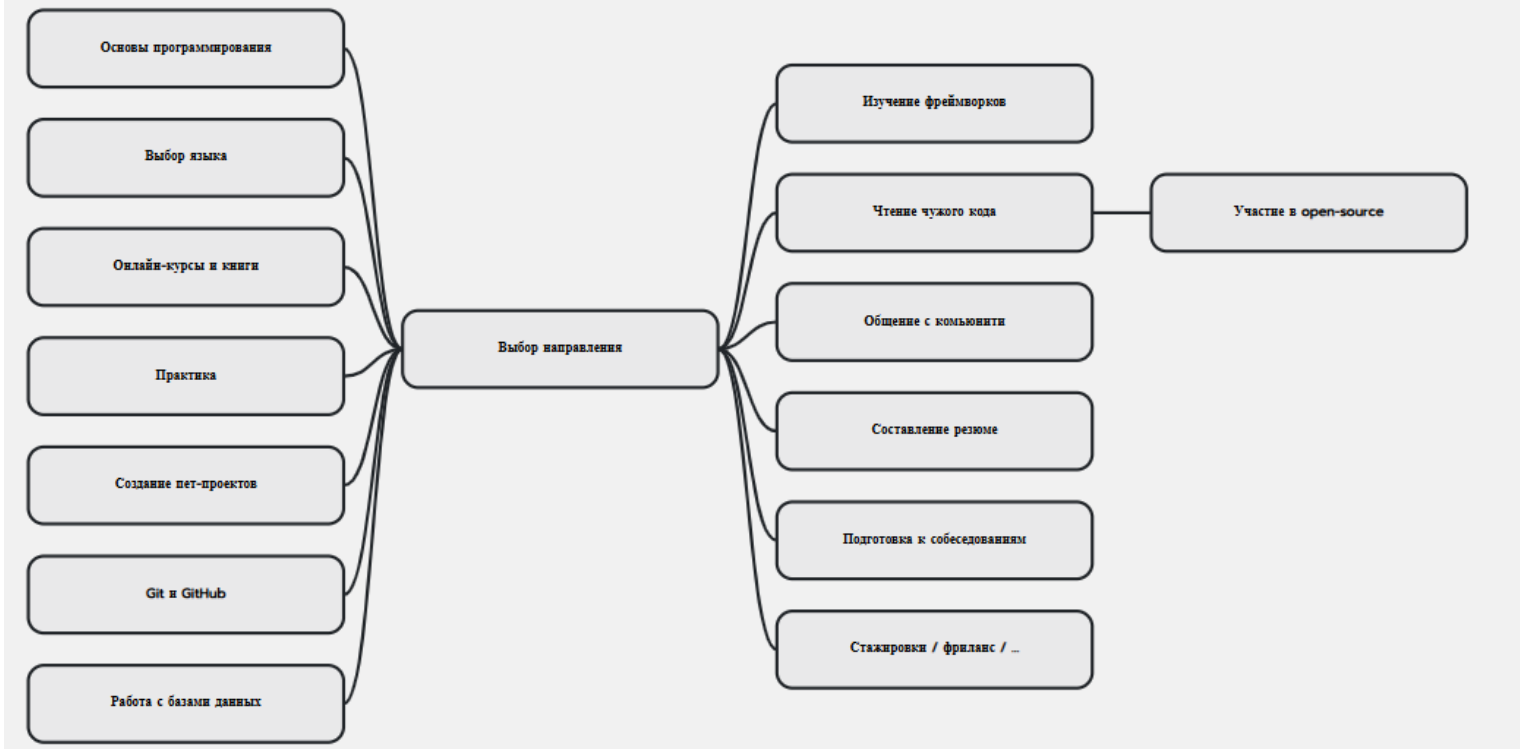 Основы программирования
Выбор языка
Онлайн-курсы и книги
Практика
Создание пет-проектов
Git и GitHub
Работа с базами данных
Выбор направления
Изучение фреймворков
Чтение чужого кода
Участие в open-source
Общение с комьюнити
Составление резюме
Подготовка к собеседованиям
Стажировки / фриланс / ...